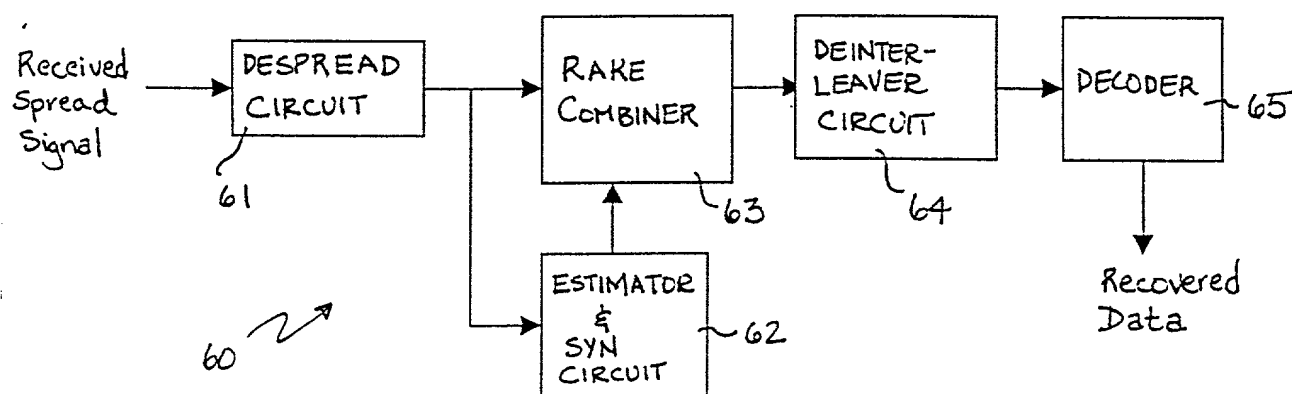 Received
Spread
Signal
DESPREAD
CIRCUIT
61
RAKE
COMBINER
63
DEINTER-
LEAVER
CIRCUIT
64
DECODER
65
ESTIMATOR
&
SYN
CIRCUIT
62
60
Recovered
Data